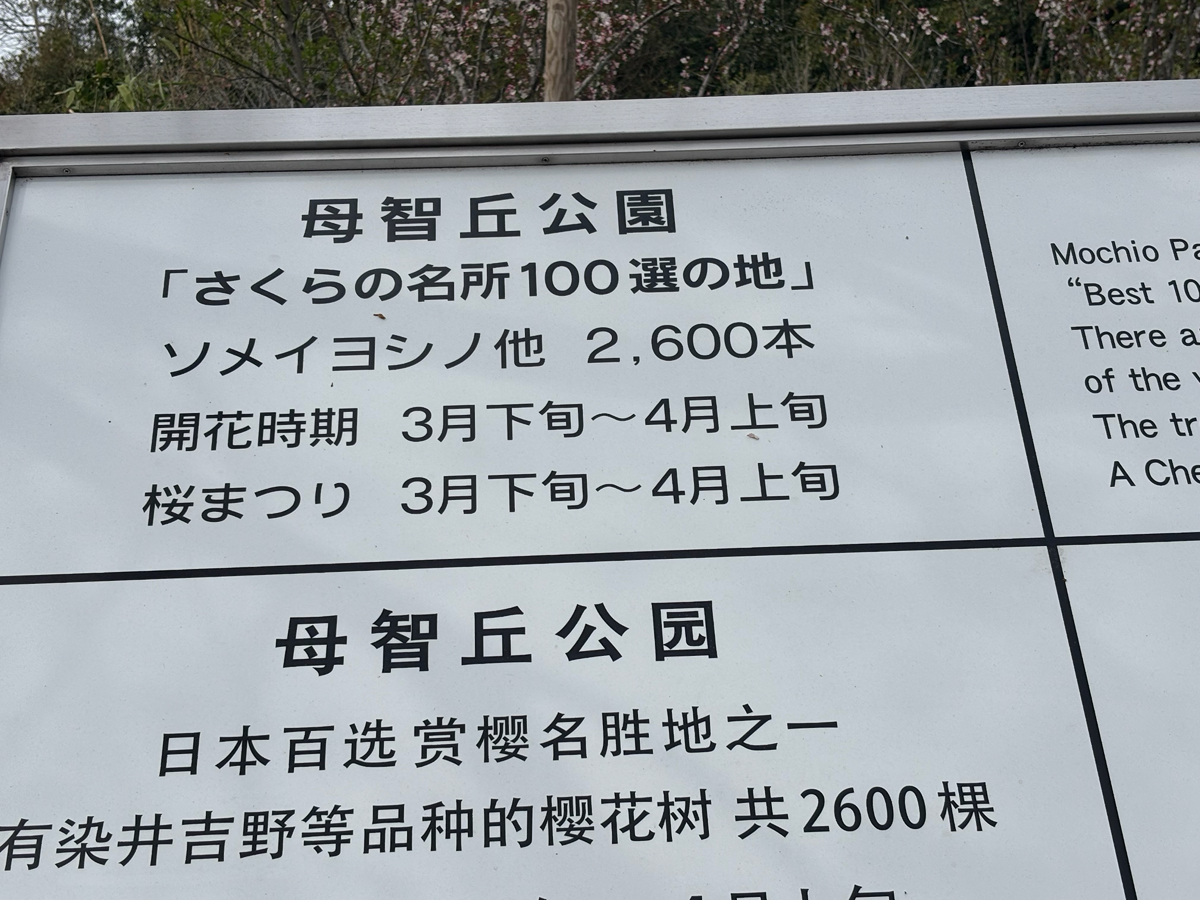 母智丘公園
「さくらの名所100選の地」
ソメイヨシノ他 2,600本
開花時期 3月下旬～4月上旬
桜まつり 3月下旬～4月上旬
Mochio
“Best
There
of the
The
A
母智丘公园
日本百选赏樱名胜地之一
有染井吉野等品种的樱花树 共2600棵